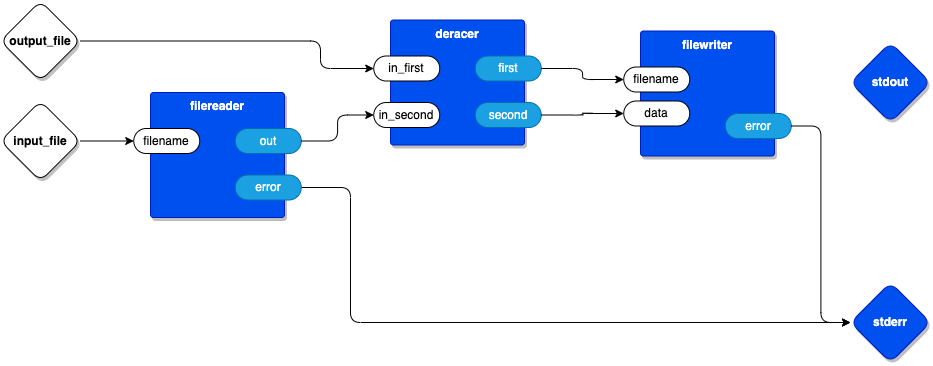 output_file
deracer
in_first
first
in_second
second
filewriter
filename
data
error
stdout
input_file
filereader
filename
out
error
stderr